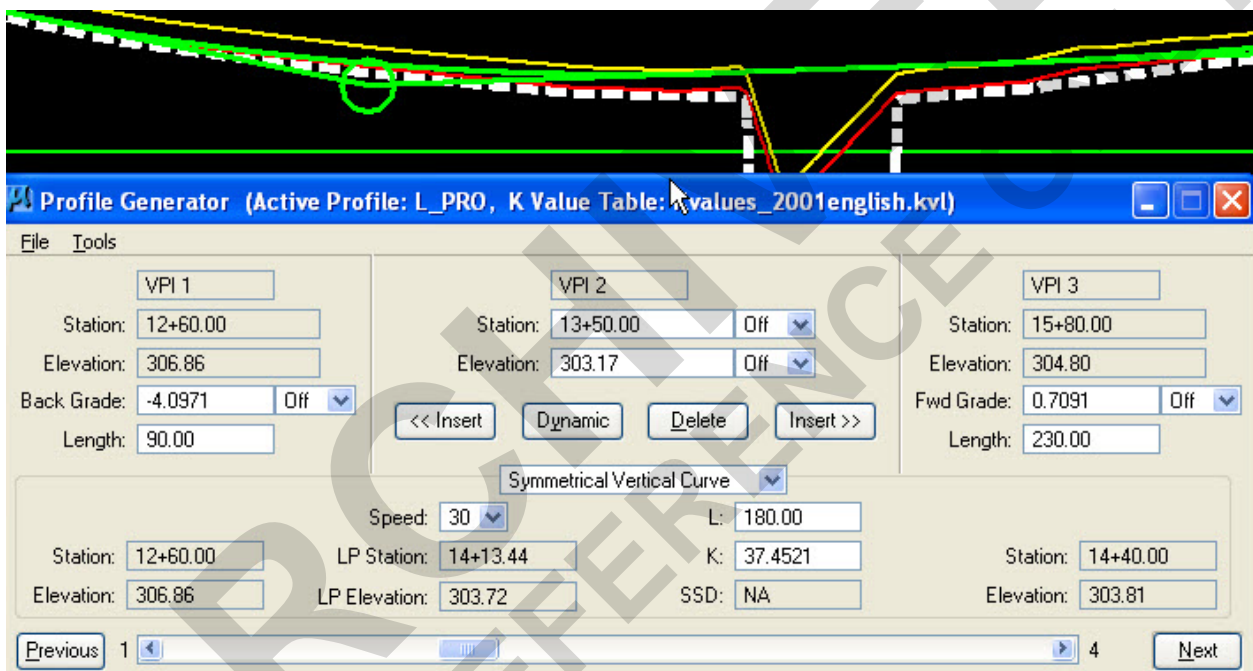 Profile Generator (Active Profile: L_PRO, K Value Table: values_2001english.kvl)
File Tools
VPI 1 VPI 2 VPI 3
Station: 12+60.00 Station: 13+50.00 Off Station: 15+80.00
Elevation: 306.86 Elevation: 303.17 Off Elevation: 304.80
Back Grade: -4.0971 Off << Insert Dynamic Delete Insert >> Fwd Grade: 0.7091 Off
Length: 90.00 Length: 230.00
Symmetrical Vertical Curve
Speed: 30 L: 180.00
Station: 12+60.00 LP Station: 14+13.44 K: 37.4521 Station: 14+40.00
Elevation: 306.86 LP Elevation: 303.72 SSD: NA Elevation: 303.81
Previous 1 4 Next